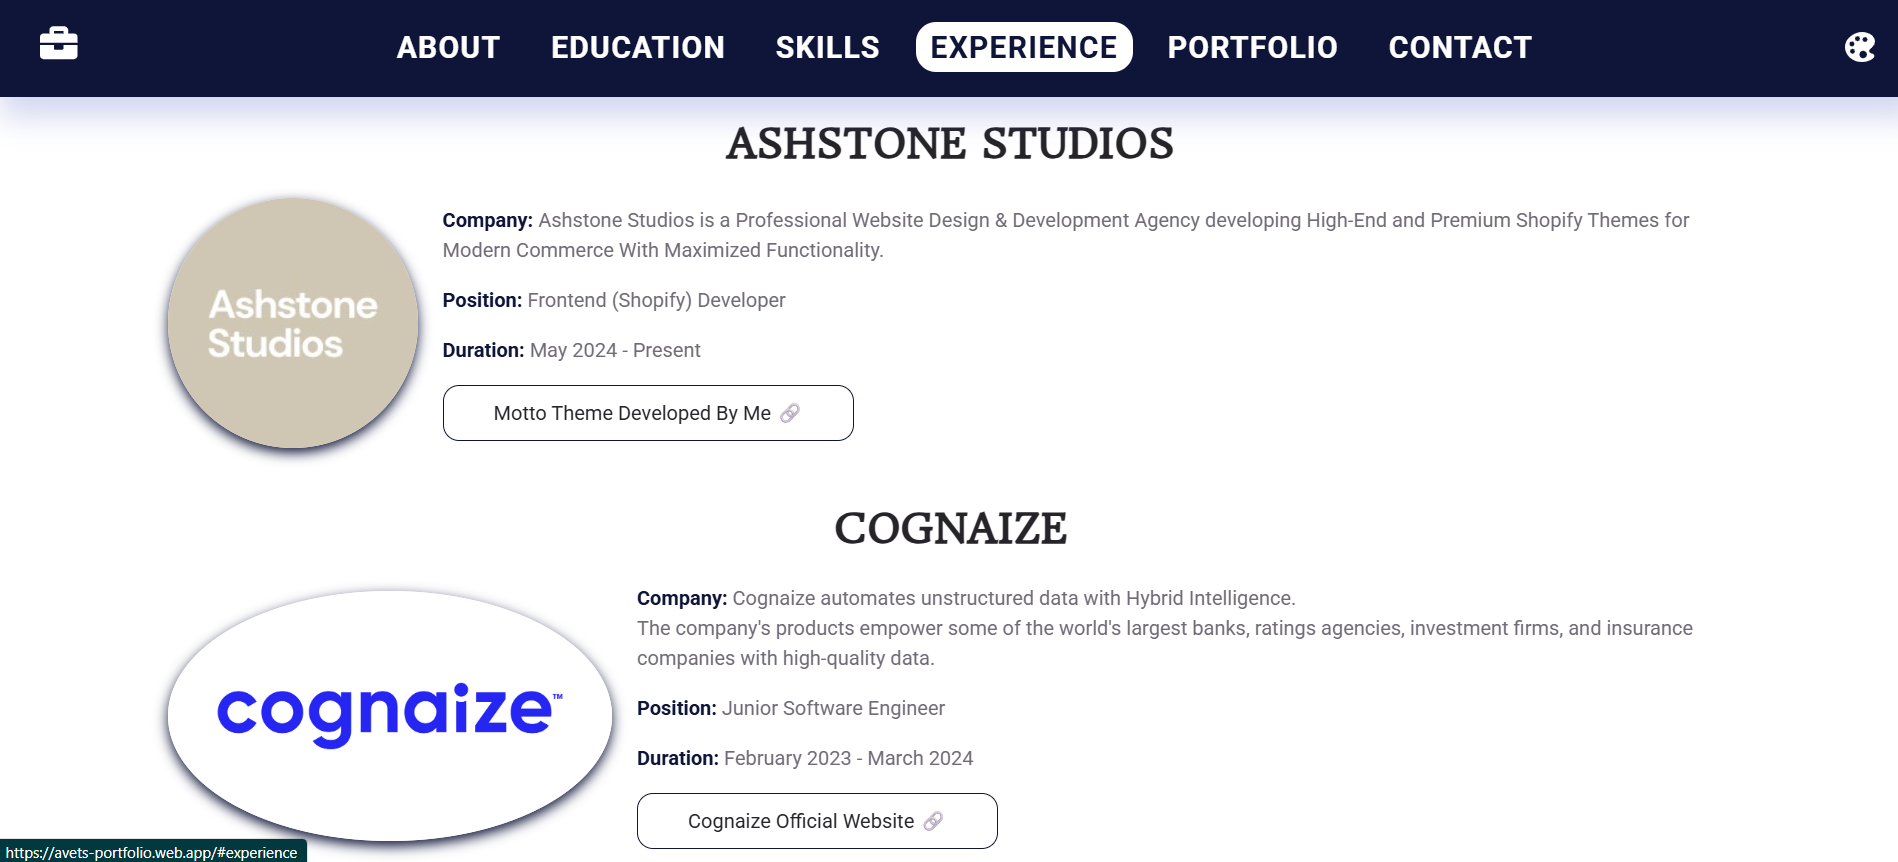 ABOUT EDUCATION SKILLS EXPERIENCE PORTFOLIO CONTACT
ASHSTONE STUDIOS
Ashstone
Studios
Company: Ashstone Studios is a Professional Website Design & Development Agency developing High-End and Premium Shopify Themes for
Modern Commerce With Maximized Functionality.
Position: Frontend (Shopify) Developer
Duration: May 2024 - Present
Motto Theme Developed By Me
COGNAIZE
cognaize™
Company: Cognaize automates unstructured data with Hybrid Intelligence.
The company's products empower some of the world's largest banks, ratings agencies, investment firms, and insurance
companies with high-quality data.
Position: Junior Software Engineer
Duration: February 2023 - March 2024
Cognaize Official Website
https://avets-portfolio.web.app/#experience